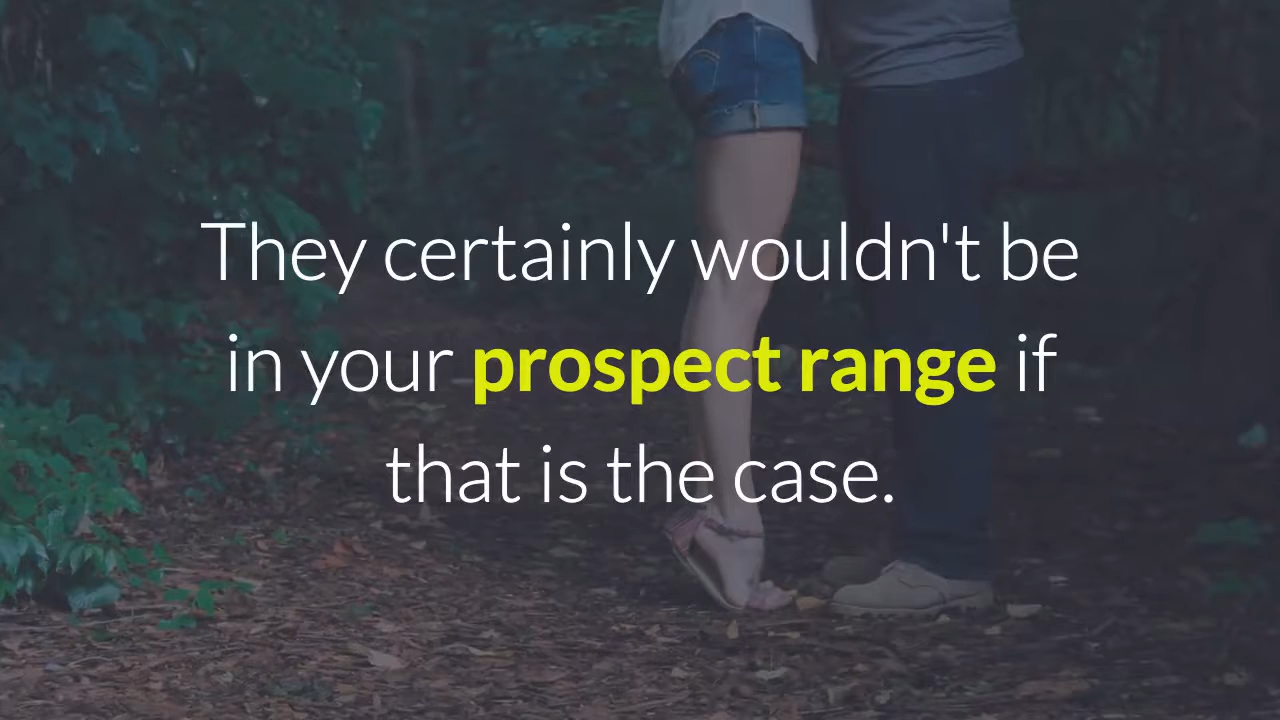 They certainly wouldn't be
in your prospect range if
that is the case.